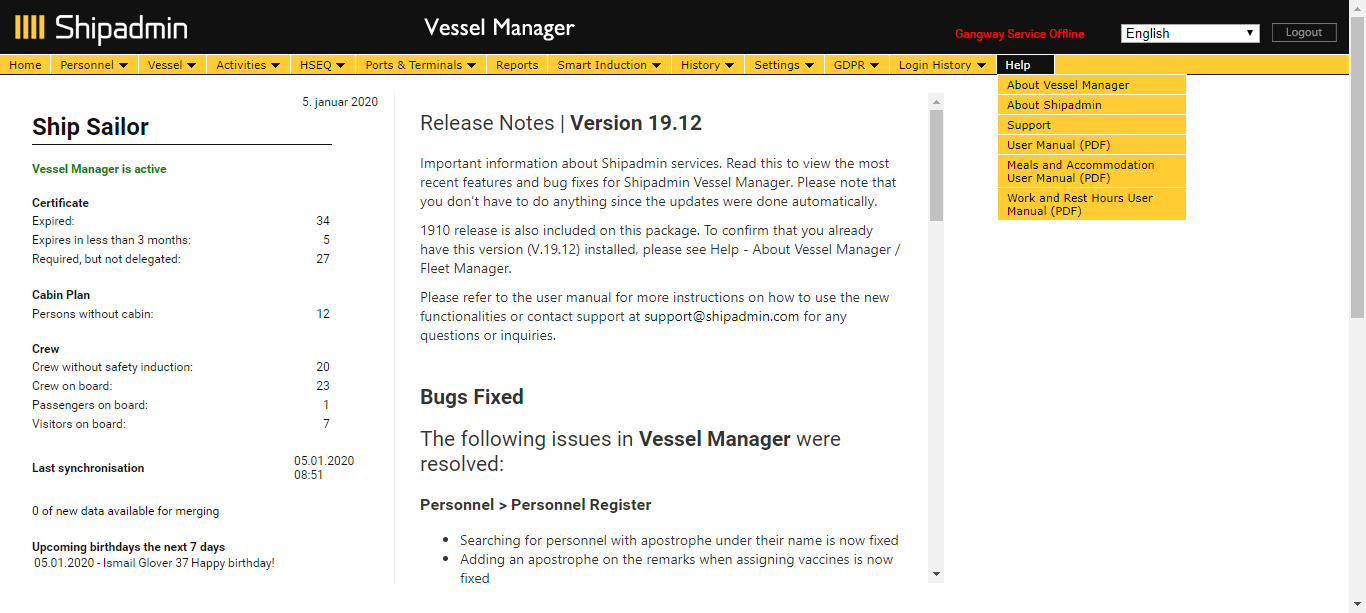 Shipadmin
Vessel Manager
Gangway Service Offline
English
Logout
Home
Personnel
Vessel
Activities
HSEQ
Ports & Terminals
Reports
Smart Induction
History
Settings
GDPR
Login History
Help
About Vessel Manager
About Shipadmin
Support
User Manual (PDF)
Meals and Accommodation
User Manual (PDF)
Work and Rest Hours User
Manual (PDF)
5. januar 2020
Ship Sailor
Vessel Manager is active
Certificate
Expired: 34
Expires in less than 3 months: 5
Required, but not delegated: 27
Cabin Plan
Persons without cabin: 12
Crew
Crew without safety induction: 20
Crew on board: 23
Passengers on board: 1
Visitors on board: 7
Last synchronisation 05.01.2020
08:51
0 of new data available for merging
Upcoming birthdays the next 7 days
05.01.2020 - Ismail Glover 37 Happy birthday!
Release Notes | Version 19.12
Important information about Shipadmin services. Read this to view the most
recent features and bug fixes for Shipadmin Vessel Manager. Please note that
you don't have to do anything since the updates were done automatically.
1910 release is also included on this package. To confirm that you already
have this version (V.19.12) installed, please see Help - About Vessel Manager /
Fleet Manager.
Please refer to the user manual for more instructions on how to use the new
functionalities or contact support at support@shipadmin.com for any
questions or inquiries.
Bugs Fixed
The following issues in Vessel Manager were
resolved:
Personnel > Personnel Register
• Searching for personnel with apostrophe under their name is now fixed
• Adding an apostrophe on the remarks when assigning vaccines is now
fixed